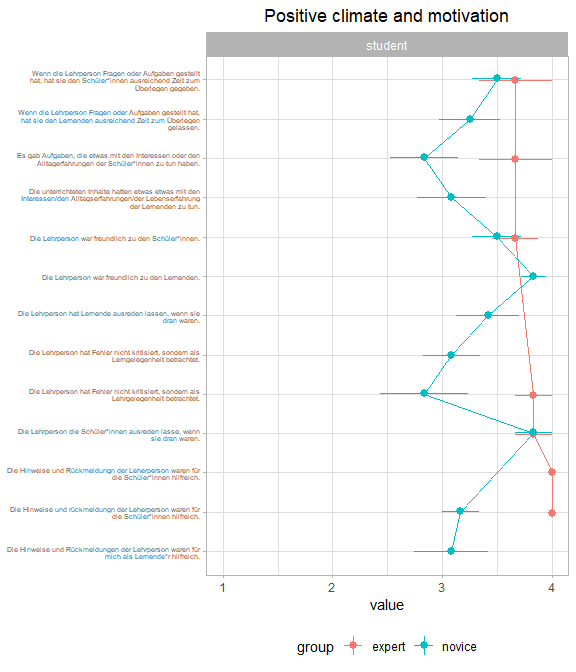 Positive climate and motivation
student
Wenn die Lehrperson Fragen oder Aufgaben gestellt
hat, hat sie den Schüler*innen ausreichend Zeit zum
Überlegen gegeben.
Wenn die Lehrperson Fragen oder Aufgaben gestellt hat,
hat sie den Lernenden ausreichend Zeit zum Überlegen
gelassen.
Es gab Aufgaben, die etwas mit den Interessen oder den
Alltagerfahrungen der Schüler*innen zu tun haben.
Die unterrichteten Inhalte hatten etwas etwas mit den
Interessen/den Alltagserfahrungen/der Lebenserfahrung
der Lernenden zu tun.
Die Lehrperson war freundlich zu den Schüler*innen.
Die Lehrperson war freundlich zu den Lernenden.
Die Lehrperson hat Lernende ausreden lassen, wenn sie
dran waren.
Die Lehrperson hat Fehler nicht kritisiert, sondern als
Lerngelegenheit betrachtet.
Die Lehrperson hat Fehler nicht kritisiert, sondern als
Lehrgelegenheit betrachtet.
Die Lehrperson die Schüler*innen ausreden lasse, wenn
sie dran waren.
Die Hinweise und Rückmeldungn der Leherperson waren für
die Schüler*innen hilfreich.
Die Hinweise und rückmeldungn der Leherperson waren für
die Schüler*innen hilfreich.
Die Hinweise und Rückmeldungen der Lehrperson waren für
mich als Lernende*r hilfreich.
1 2 3 4
value
group expert novice